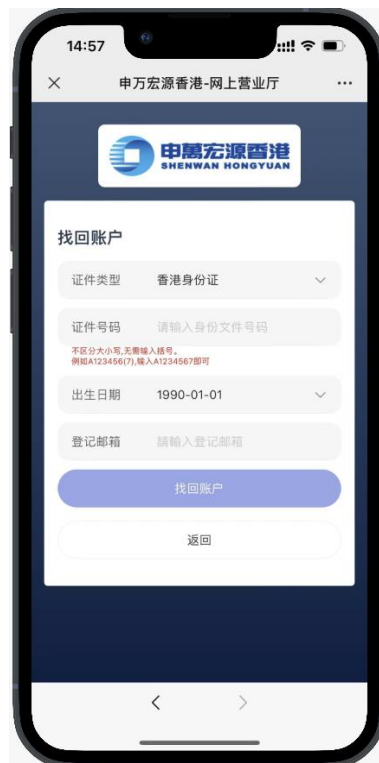 14:57
申万宏源香港-网上营业厅
申萬宏源香港
SHENWAN HONGYUAN
找回账户
证件类型 香港身份证
证件号码 请输入身份文件号码
不区分大小写,无需输入括号。
例如A123456(7),输入A1234567即可
出生日期 1990-01-01
登记邮箱 請輸入登记邮箱
找回账户
返回